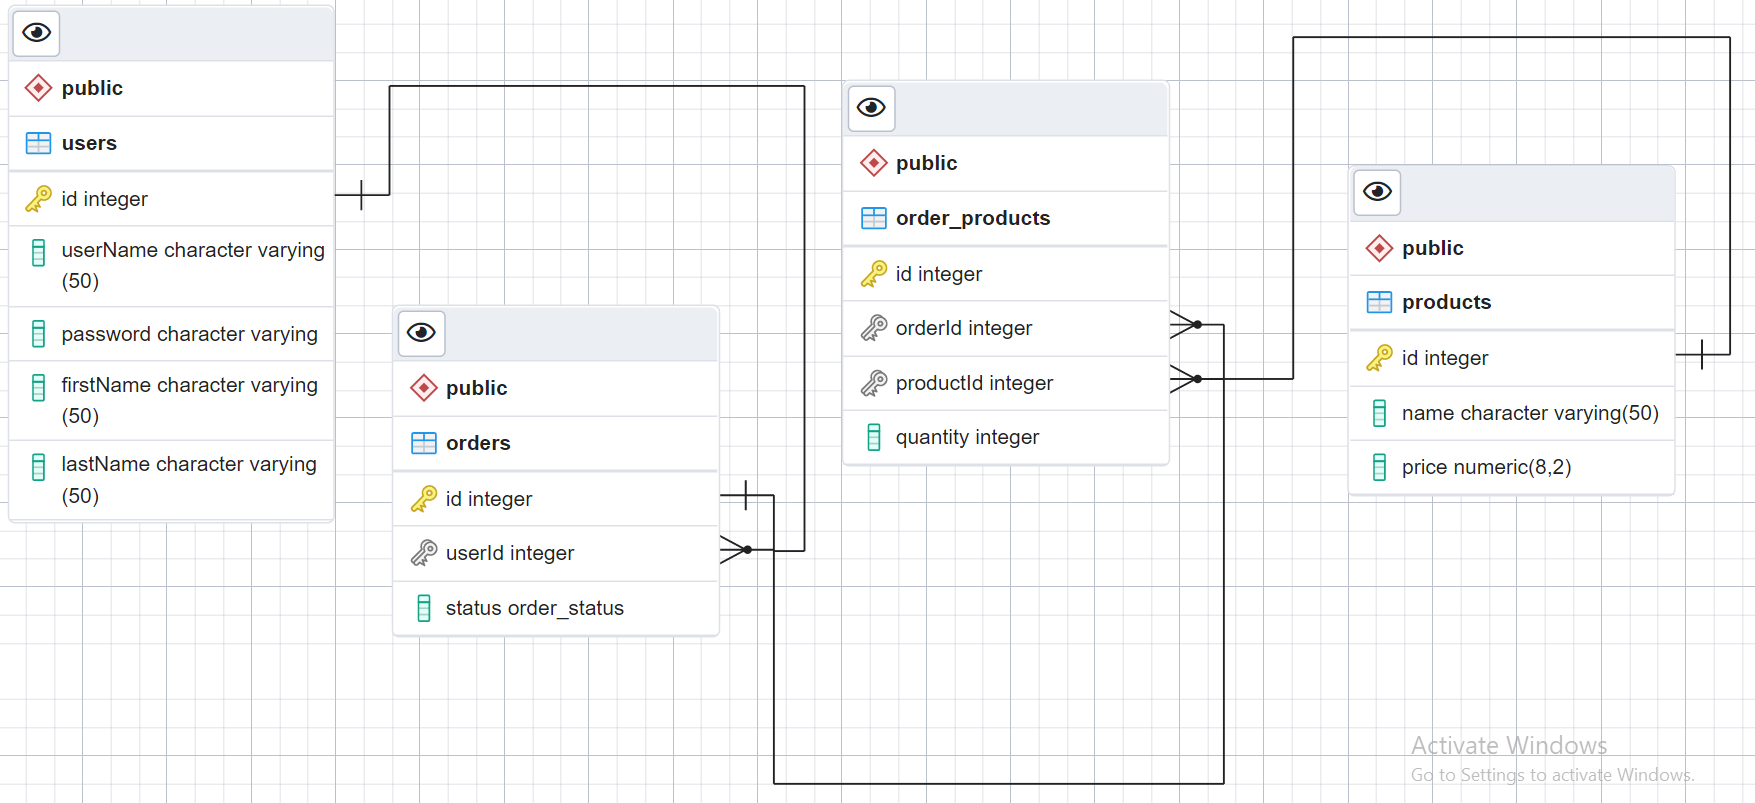 public
users
id integer
userName character varying
(50)
password character varying
firstName character varying
(50)
lastName character varying
(50)
public
orders
id integer
userId integer
status order_status
public
order_products
id integer
orderId integer
productId integer
quantity integer
public
products
id integer
name character varying(50)
price numeric(8,2)
Activate Windows
Go to Settings to activate Windows.